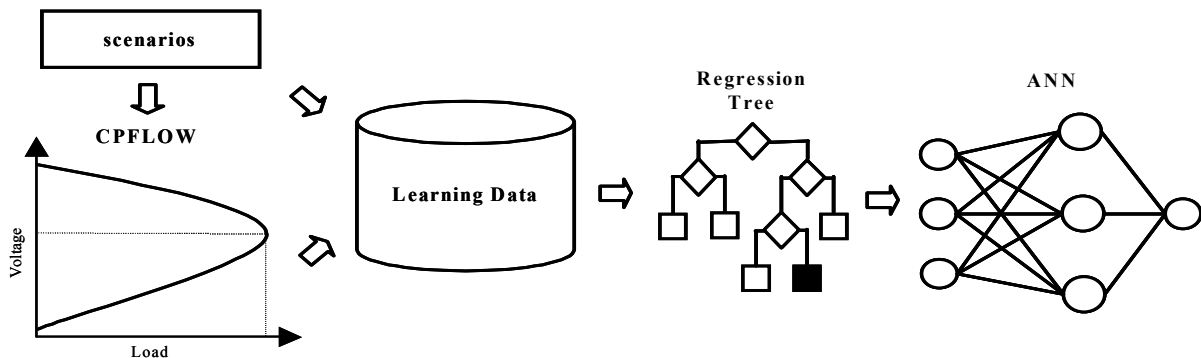 scenarios
CPFLOW
Voltage
Load
Learning Data
Regression
Tree
ANN